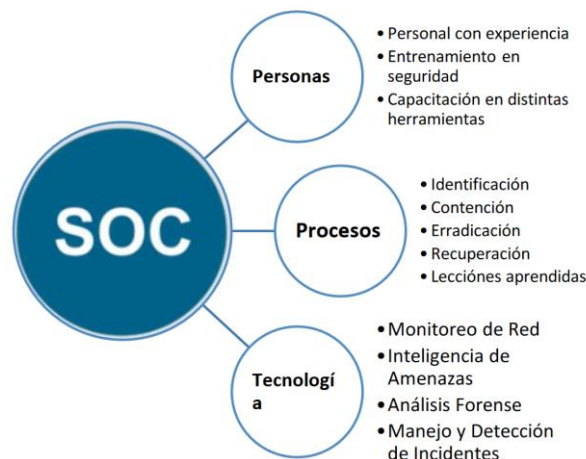 SOC
Personas
• Personal con experiencia
• Entrenamiento en
seguridad
• Capacitación en distintas
herramientas
Procesos
• Identificación
• Contención
• Erradicación
• Recuperación
• Lecciónes aprendidas
Tecnologí
a
• Monitoreo de Red
• Inteligencia de
Amenazas
• Análisis Forense
• Manejo y Detección
de Incidentes